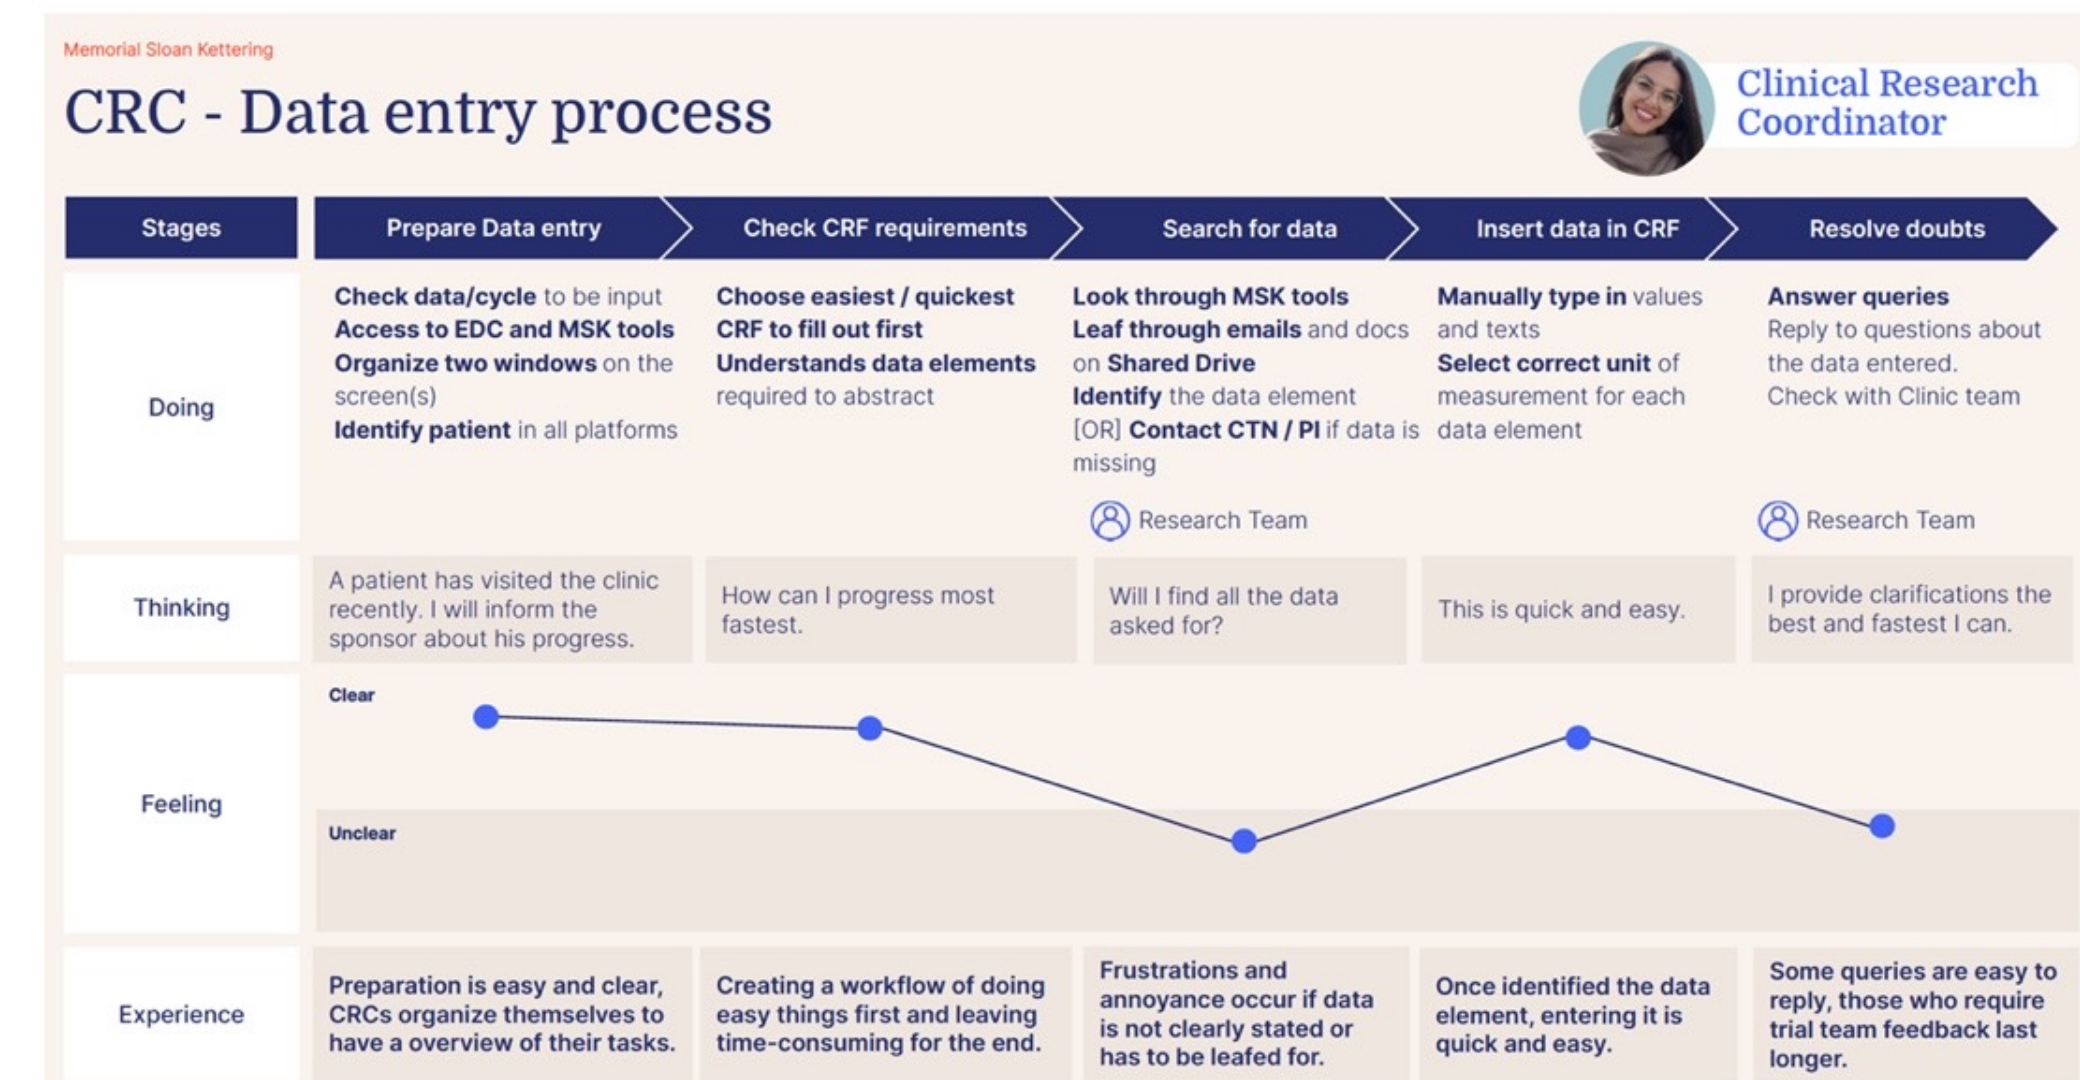 Memorial Sloan Kettering
CRC - Data entry process
Clinical Research
Coordinator
Stages
Prepare Data entry
Check CRF requirements
Search for data
Insert data in CRF
Resolve doubts
Doing
Check data/cycle to be input
Access to EDC and MSK tools
Organize two windows on the
screen(s)
Identify patient in all platforms
Choose easiest / quickest
CRF to fill out first
Understands data elements
required to abstract
Look through MSK tools
Leaf through emails and docs
on Shared Drive
Identify the data element
[OR] Contact CTN / PI if data is
missing
Research Team
Manually type in values
and texts
Select correct unit of
measurement for each
data element
Answer queries
Reply to questions about
the data entered.
Check with Clinic team
Research Team
Thinking
A patient has visited the clinic
recently. I will inform the
sponsor about his progress.
How can I progress most
fastest.
Will I find all the data
asked for?
This is quick and easy.
I provide clarifications the
best and fastest I can.
Feeling
Clear
Unclear
Experience
Preparation is easy and clear,
CRCs organize themselves to
have a overview of their tasks.
Creating a workflow of doing
easy things first and leaving
time-consuming for the end.
Frustrations and
annoyance occur if data
is not clearly stated or
has to be leafed for.
Once identified the data
element, entering it is
quick and easy.
Some queries are easy to
reply, those who require
trial team feedback last
longer.